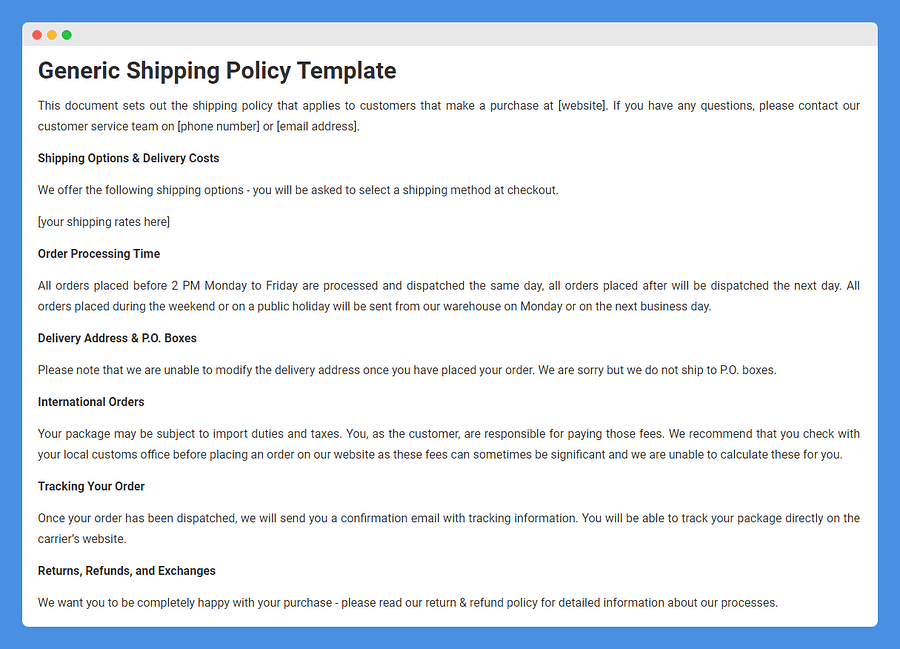 Generic Shipping Policy Template
This document sets out the shipping policy that applies to customers that make a purchase at [website]. If you have any questions, please contact our
customer service team on [phone number] or [email address].
Shipping Options & Delivery Costs
We offer the following shipping options - you will be asked to select a shipping method at checkout.
[your shipping rates here]
Order Processing Time
All orders placed before 2 PM Monday to Friday are processed and dispatched the same day, all orders placed after will be dispatched the next day. All
orders placed during the weekend or on a public holiday will be sent from our warehouse on Monday or on the next business day.
Delivery Address & P.O. Boxes
Please note that we are unable to modify the delivery address once you have placed your order. We are sorry but we do not ship to P.O. boxes.
International Orders
Your package may be subject to import duties and taxes. You, as the customer, are responsible for paying those fees. We recommend that you check with
your local customs office before placing an order on our website as these fees can sometimes be significant and we are unable to calculate these for you.
Tracking Your Order
Once your order has been dispatched, we will send you a confirmation email with tracking information. You will be able to track your package directly on the
carrier's website.
Returns, Refunds, and Exchanges
We want you to be completely happy with your purchase - please read our return & refund policy for detailed information about our processes.